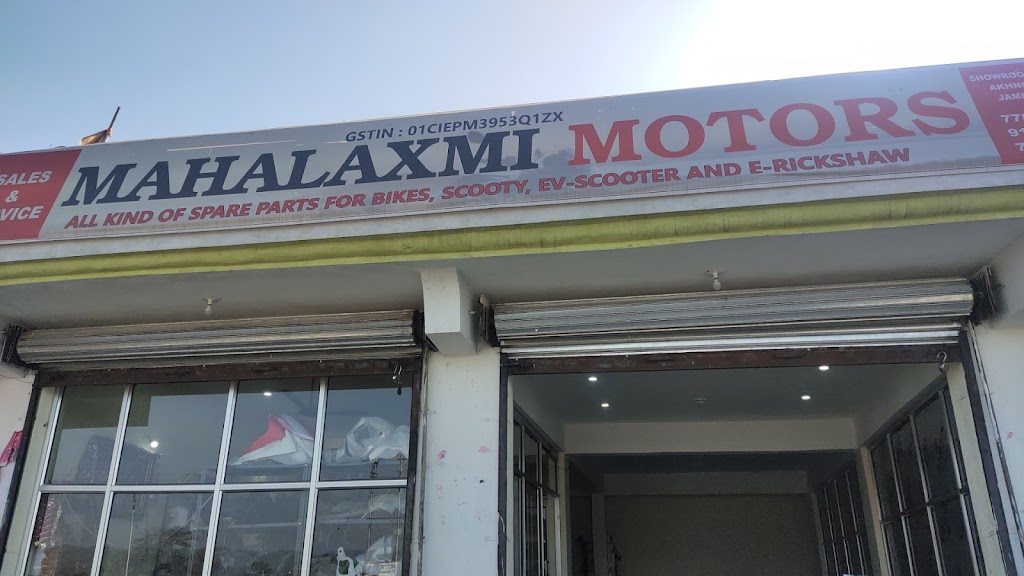 SALES
&
GSTIN : 01CIEPM3953Q1ZX
MAHALAXMI MOTORS
ALL KIND OF SPARE PARTS FOR BIKES, SCOOTY, EV-SCOOTER AND E-RICKSHAW